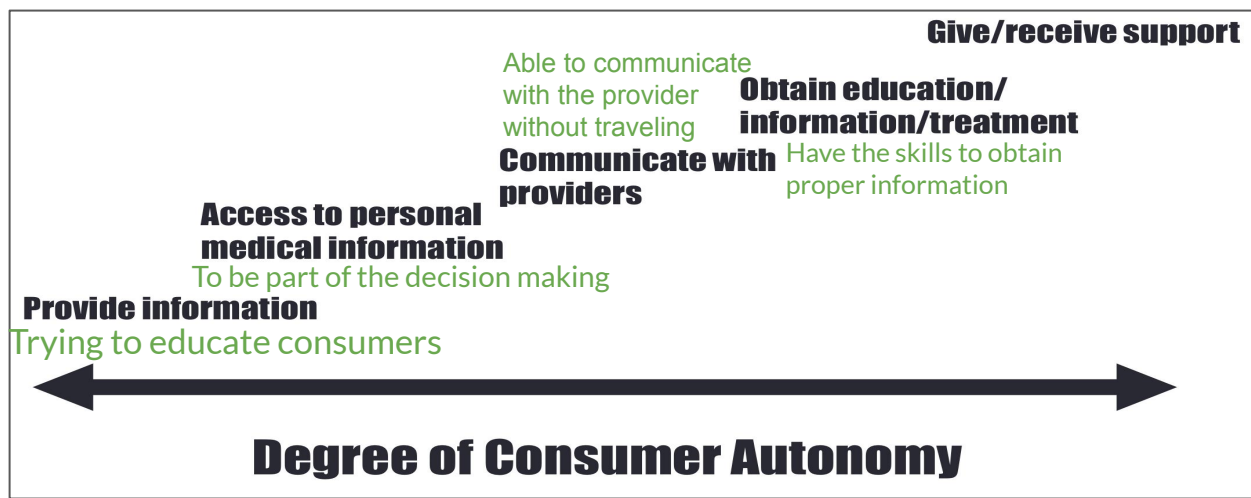 Give/receive support
Able to communicate
with the provider
without traveling
Obtain education/
information/treatment
Communicate with
providers
Have the skills to obtain
proper information
Access to personal
medical information
To be part of the decision making
Provide information
Trying to educate consumers
Degree of Consumer Autonomy